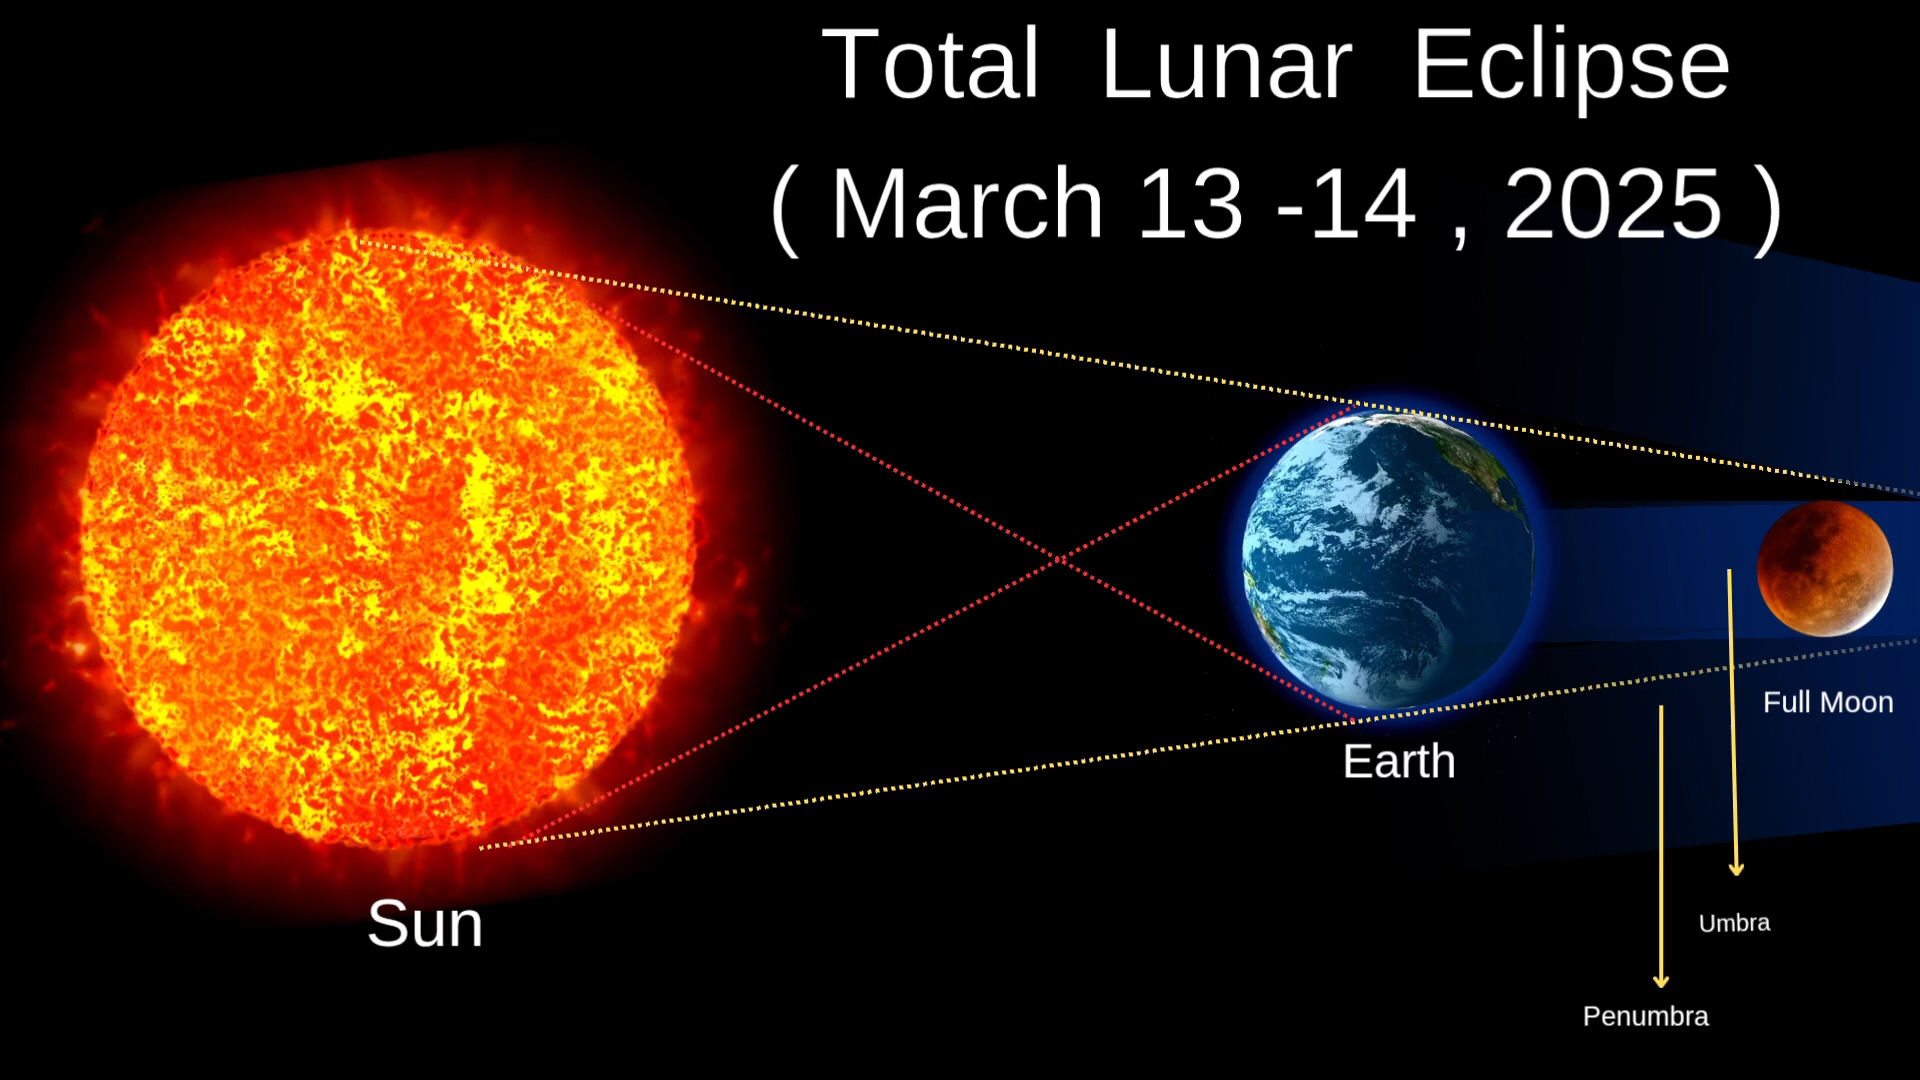 Total Lunar Eclipse
( March 13 -14 , 2025 )
Full Moon
Earth
Sun
Umbra
Penumbra